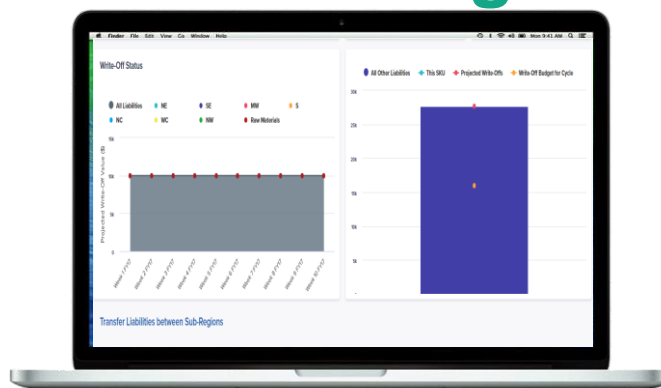 Finder File Edit View Go Window Help Mon 9:41 AM
Write-Off Status
All Liabilities NE SE MW S
NC WC NW Raw Materials
Projected Write-Off Value ($)
15k
10k
5k
0
Week 1 FY17 Week 2 FY17 Week 3 FY17 Week 4 FY17 Week 5 FY17 Week 6 FY17 Week 7 FY17 Week 8 FY17 Week 9 FY17 Week 10 FY17
All Other Liabilities This SKU Projected Write-Offs Write-Off Budget for Cycle
30k
25k
20k
15k
10k
5k
Transfer Liabilities between Sub-Regions